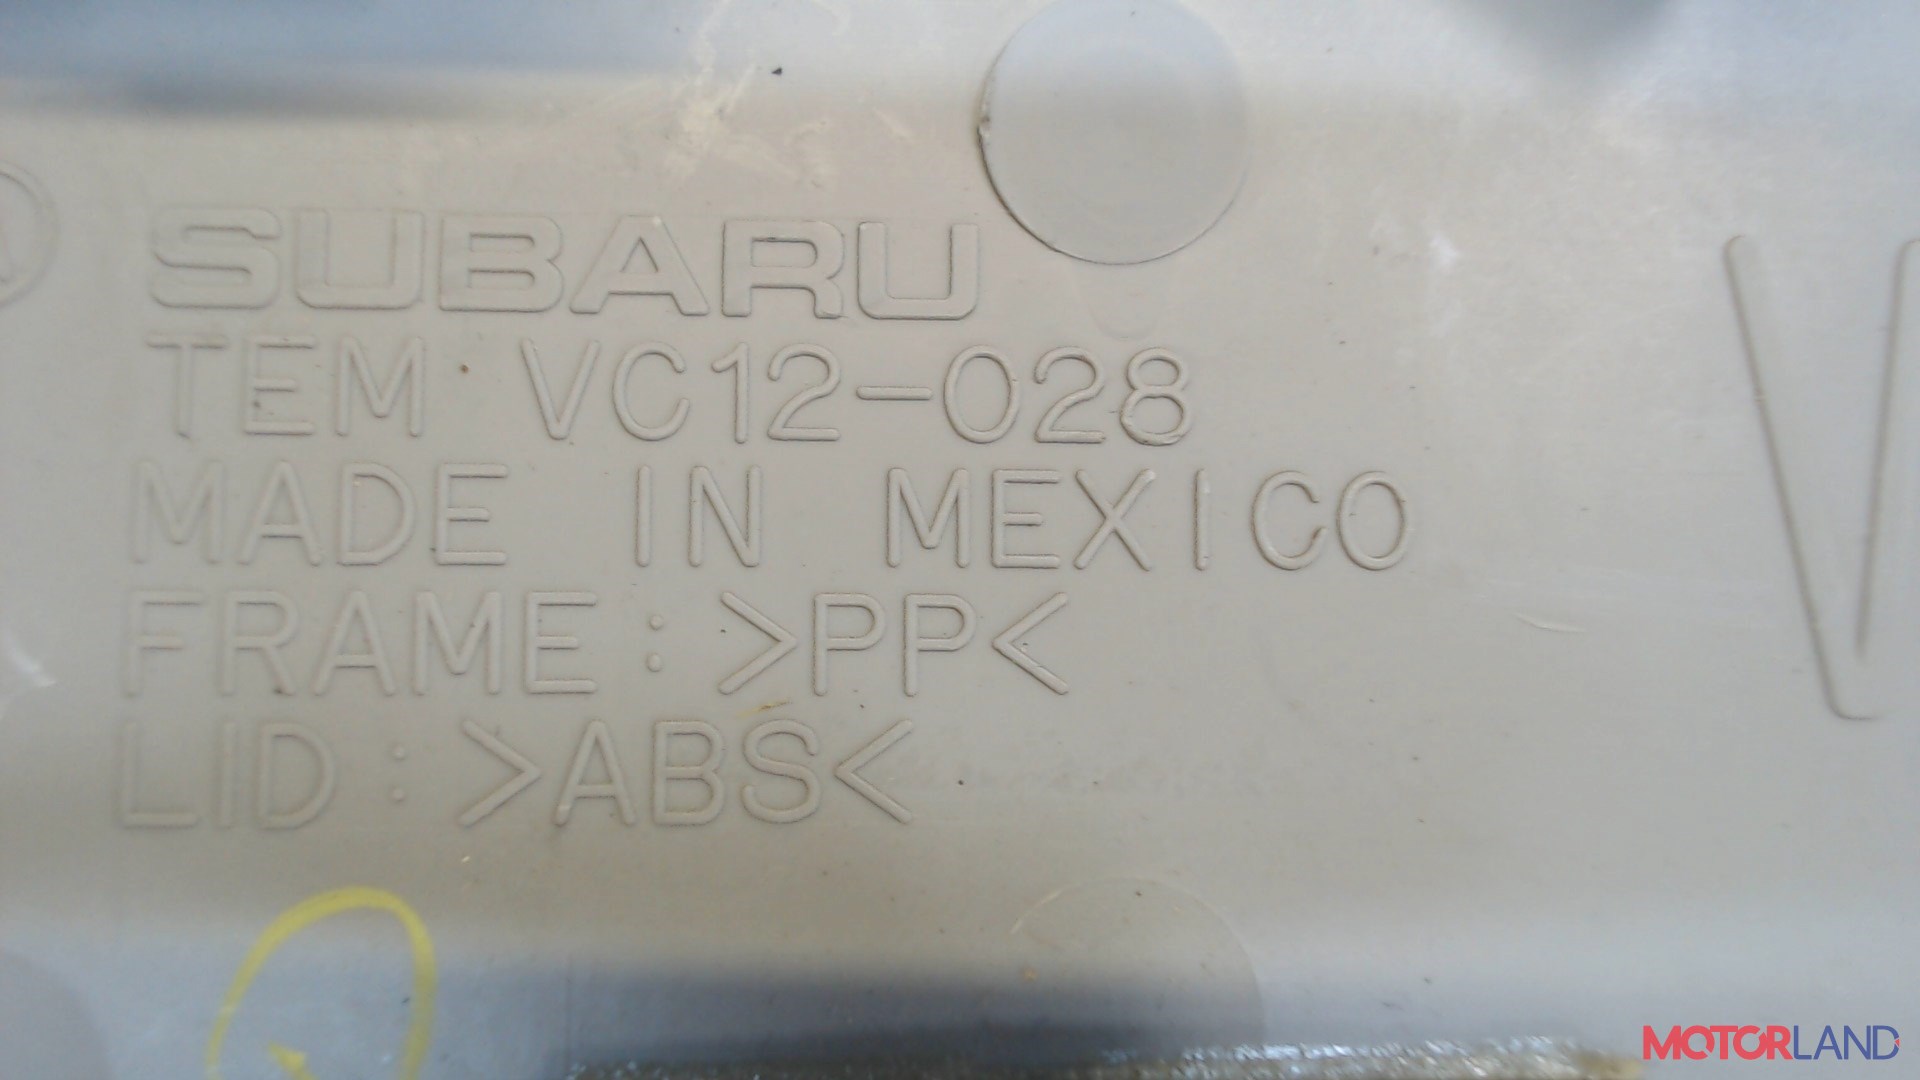 SUBARU
TEM VC12-028
MADE IN MEXICO
FRAME: >PP<
LID: >ABS<
V
MOTORLAND